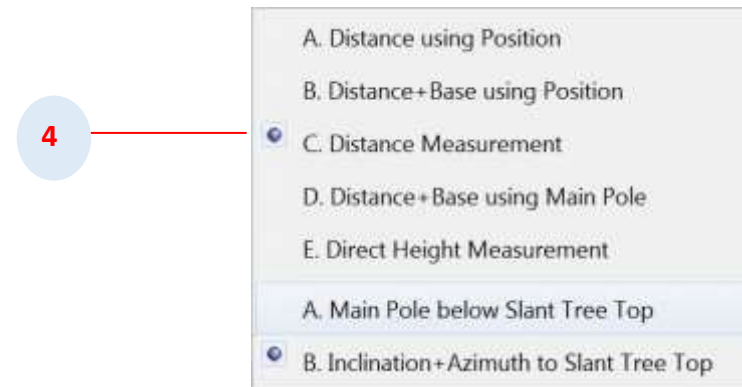 A. Distance using Position
B. Distance+Base using Position
4
C. Distance Measurement
D. Distance+Base using Main Pole
E. Direct Height Measurement
A. Main Pole below Slant Tree Top
B. Inclination+Azimuth to Slant Tree Top